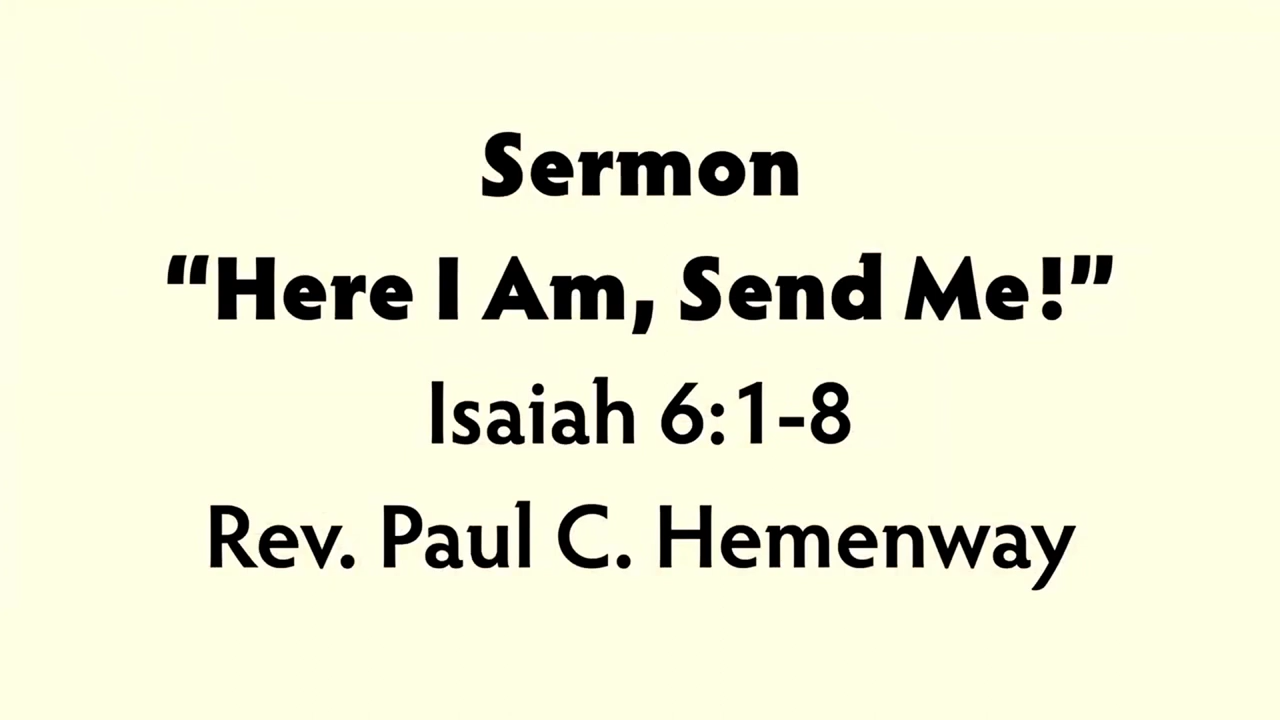 Sermon
“Here I Am, Send Me!”
Isaiah 6:1-8
Rev. Paul C. Hemenway